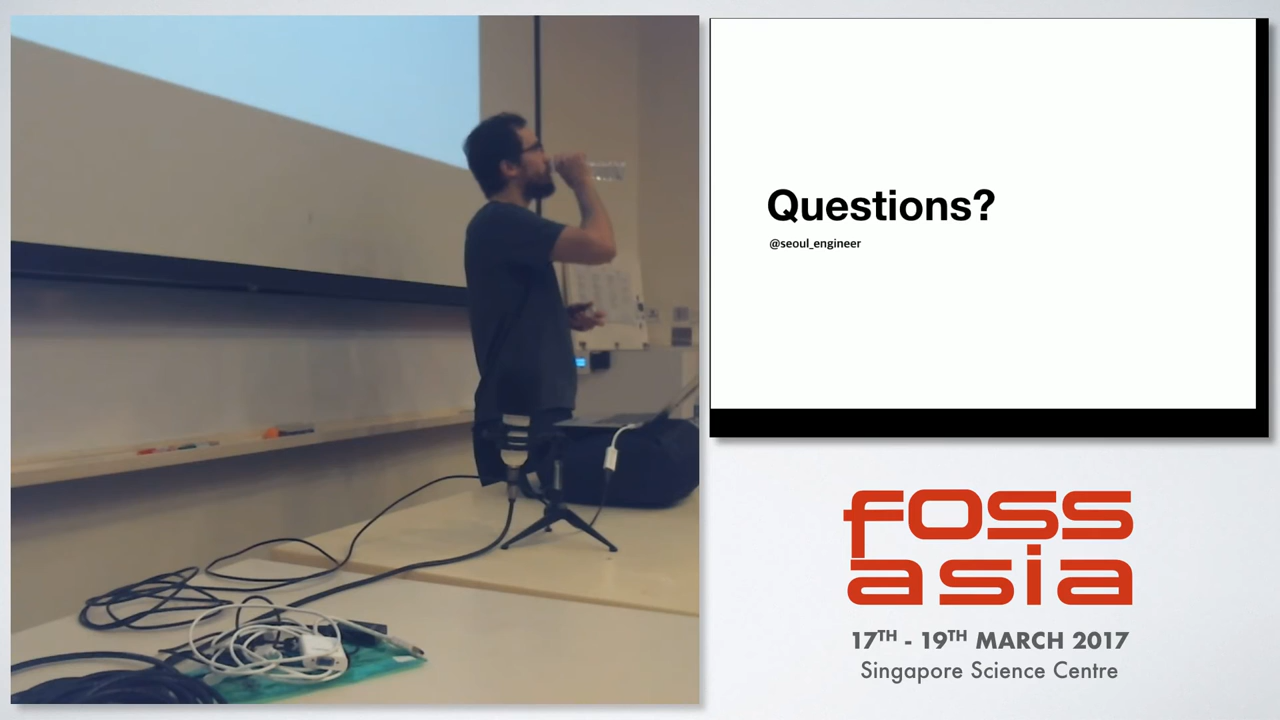 Questions?
@seoul_engineer
foss
asia
17TH - 19TH MARCH 2017
Singapore Science Centre